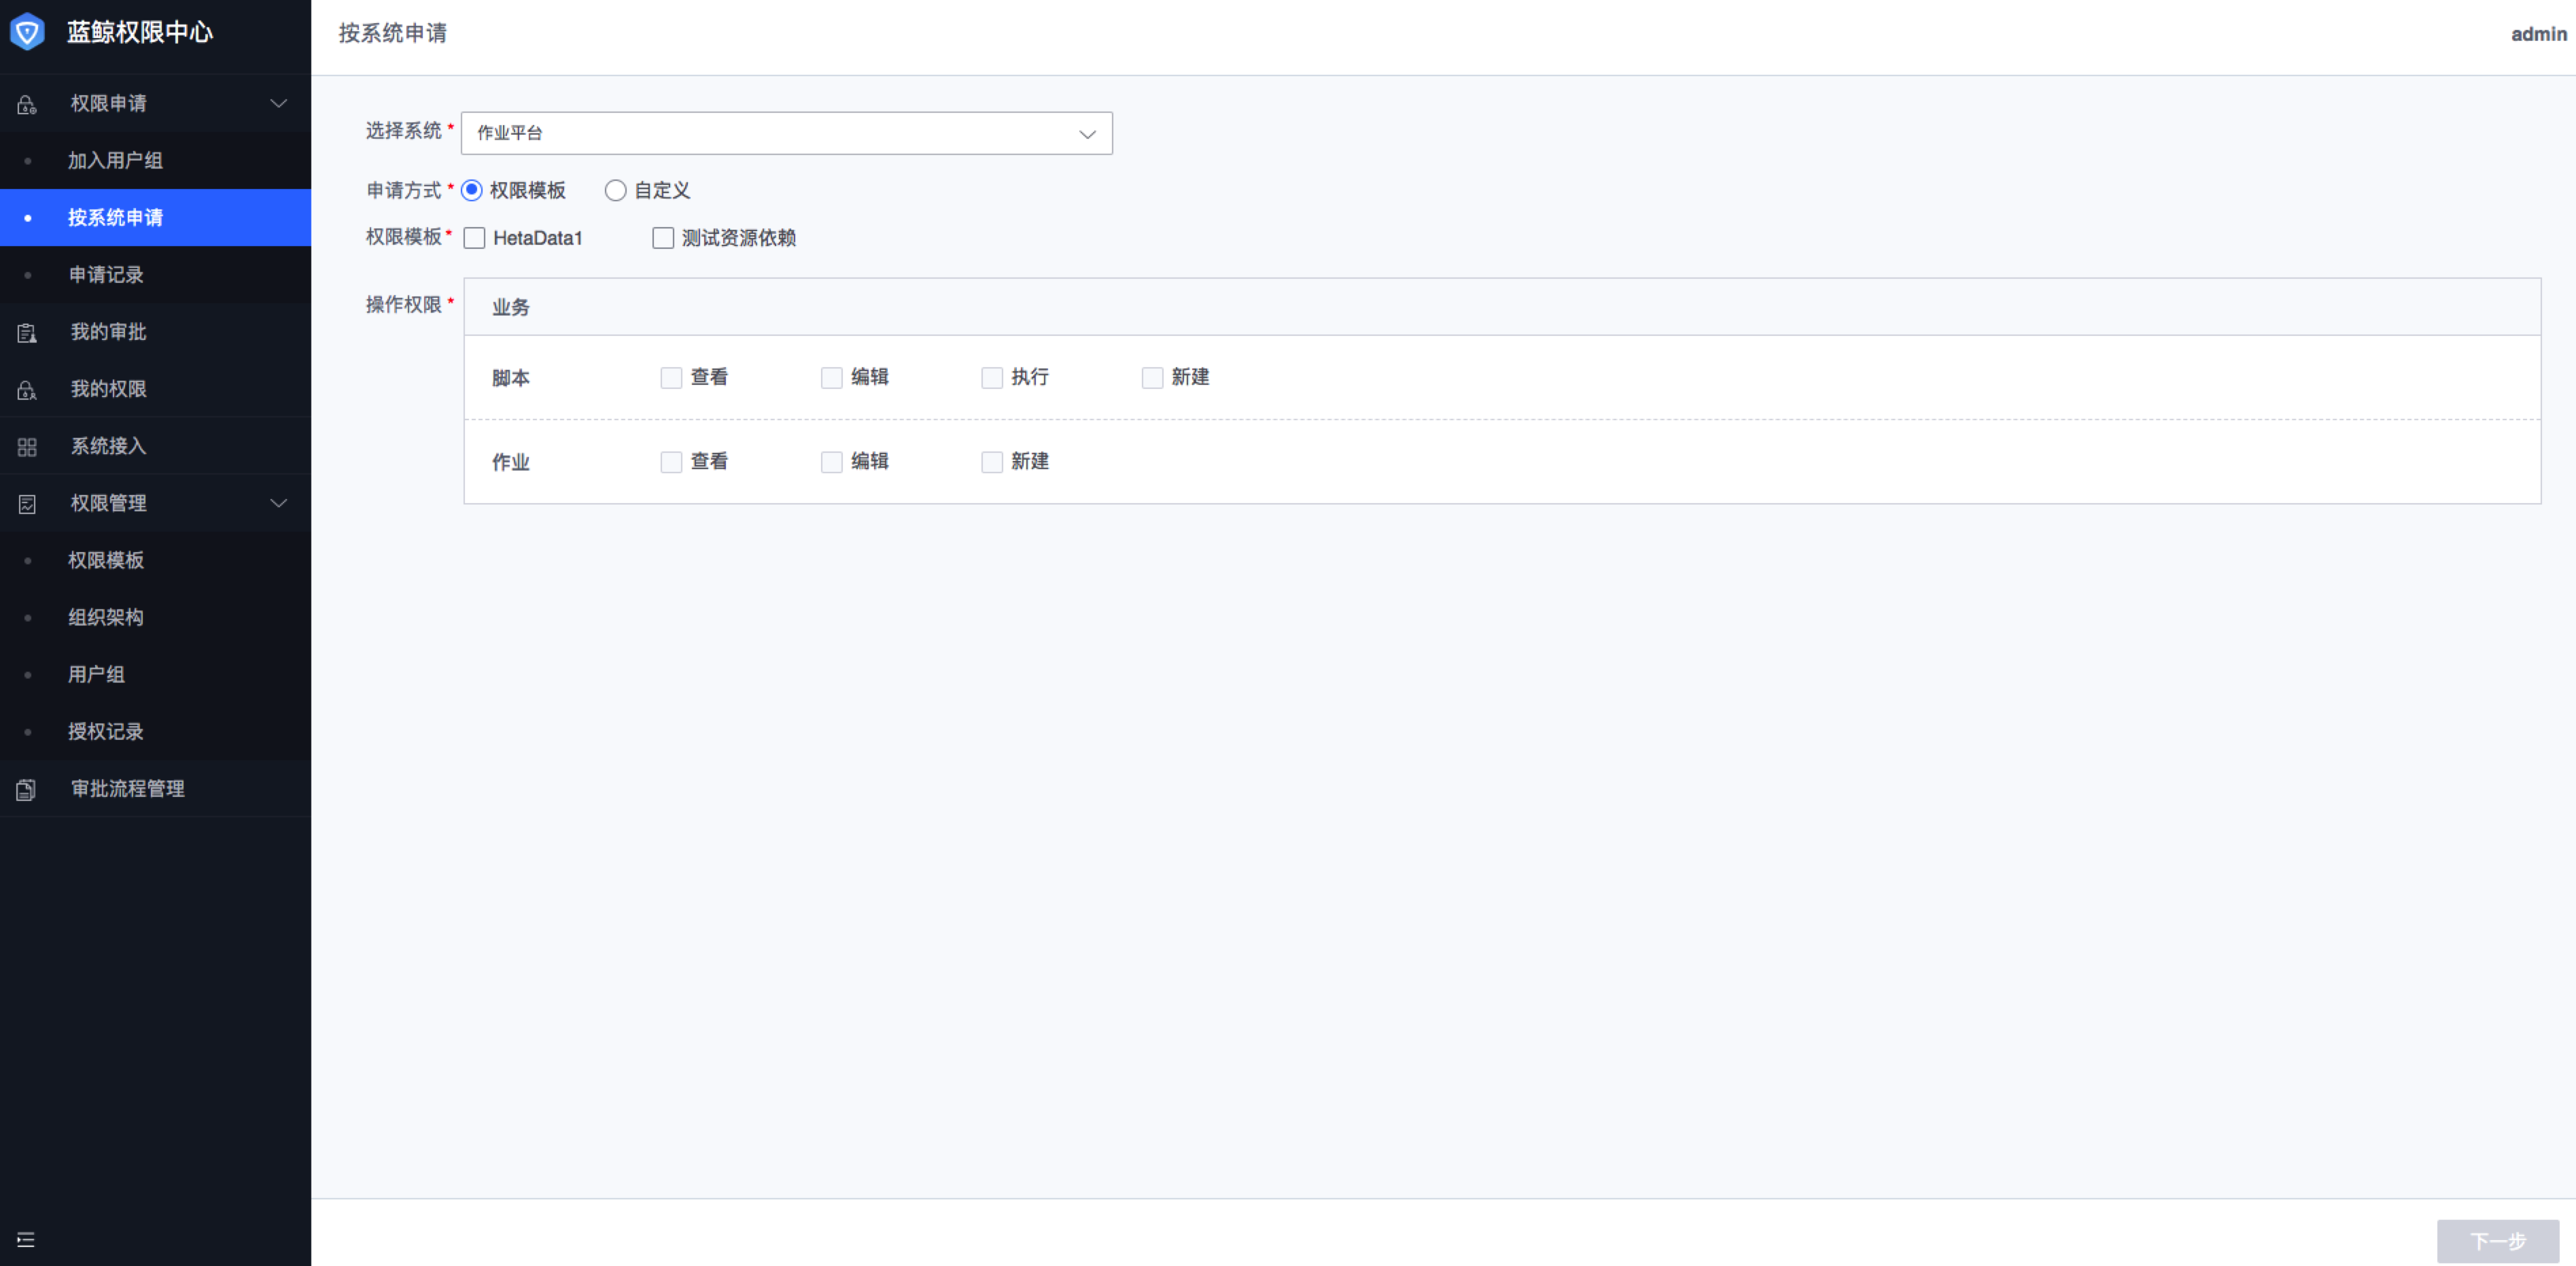 蓝鲸权限中心
按系统申请
admin
权限申请
加入用户组
按系统申请
申请记录
我的审批
我的权限
系统接入
权限管理
权限模板
组织架构
用户组
授权记录
审批流程管理
选择系统 * 作业平台
申请方式 * 权限模板 自定义
权限模板 * HetaData1 测试资源依赖
操作权限 * 业务
脚本 查看 编辑 执行 新建
作业 查看 编辑 新建
下一步